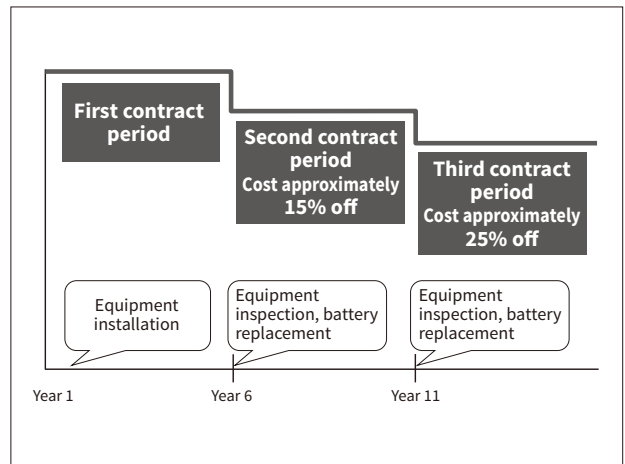 First contract
period
Second contract
period
Cost approximately
15% off
Third contract
period
Cost approximately
25% off
Equipment
installation
Equipment
inspection, battery
replacement
Equipment
inspection, battery
replacement
Year 1
Year 6
Year 11